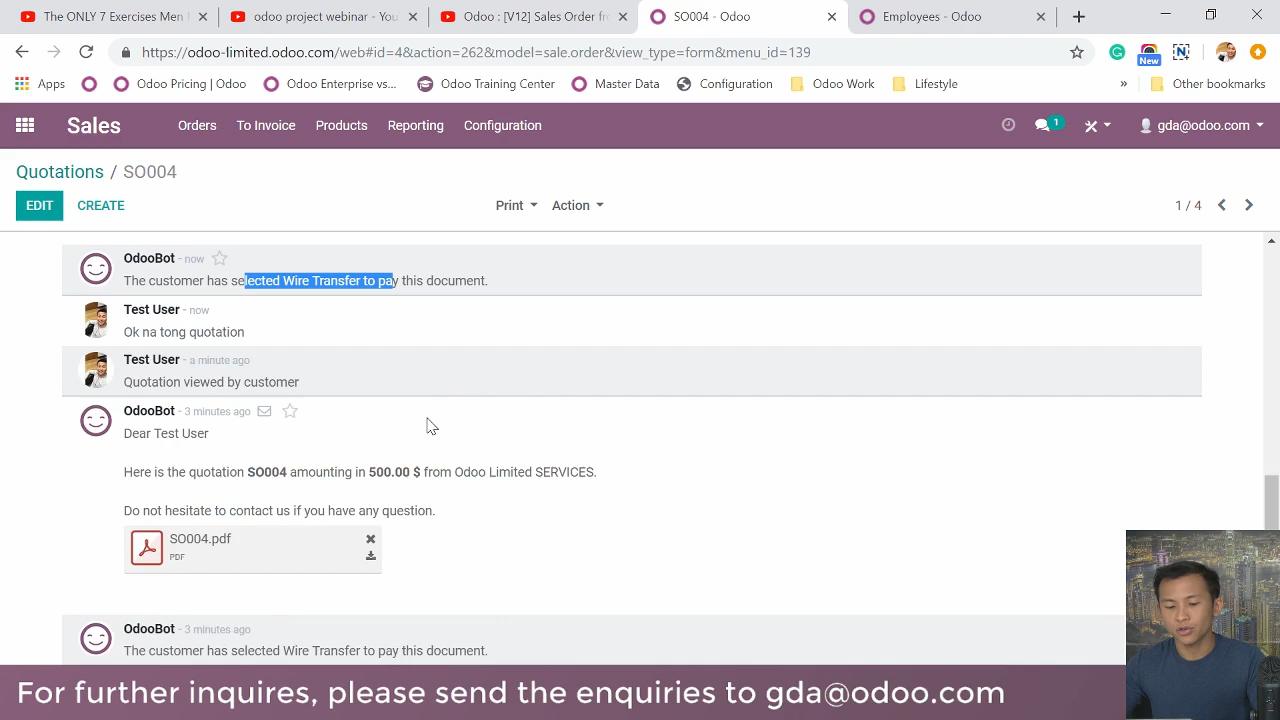 The ONLY 7 Exercises Men
odoo project webinar - You
Odoo : [V12] Sales Order fro
SO004 - Odoo
Employees - Odoo
https://odoo-limited.odoo.com/web#id=4&action=262&model=sale.order&view_type=form&menu_id=139
New
Apps
Odoo Pricing | Odoo
Odoo Enterprise vs...
Odoo Training Center
Master Data
Configuration
Odoo Work
Lifestyle
»
Other bookmarks
Sales
Orders
To Invoice
Products
Reporting
Configuration
1
gda@odoo.com
Quotations / SO004
EDIT
CREATE
Print
Action
1 / 4
OdooBot - now
The customer has selected Wire Transfer to pay this document.
Test User - now
Ok na tong quotation
Test User - a minute ago
Quotation viewed by customer
OdooBot - 3 minutes ago
Dear Test User
Here is the quotation SO004 amounting in 500.00 $ from Odoo Limited SERVICES.
Do not hesitate to contact us if you have any question.
SO004.pdf
PDF
OdooBot - 3 minutes ago
The customer has selected Wire Transfer to pay this document.
For further inquires, please send the enquiries to gda@odoo.com